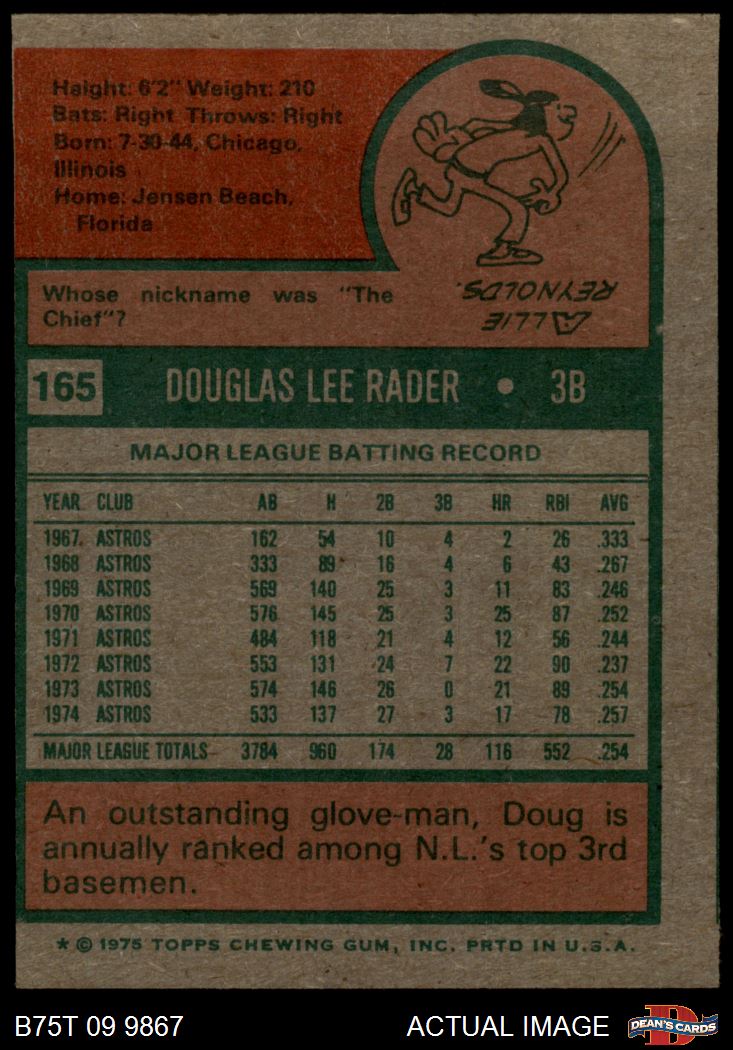 Height: 6'2" Weight: 210
Bats: Right Throws: Right
Born: 7-30-44, Chicago,
Illinois
Home: Jensen Beach,
Florida
Whose nickname was "The
Chief"?
ALLIE
REYNOLDS.
165 DOUGLAS LEE RADER • 3B
MAJOR LEAGUE BATTING RECORD
YEAR CLUB AB H 2B 3B HR RBI AVG
1967. ASTROS 162 54 10 4 2 26 .333
1968 ASTROS 333 89 16 4 6 43 .267
1969 ASTROS 569 140 25 3 11 83 .246
1970 ASTROS 576 145 25 3 25 87 .252
1971 ASTROS 484 118 21 4 12 56 .244
1972 ASTROS 553 131 24 7 22 90 .237
1973 ASTROS 574 146 26 0 21 89 .254
1974 ASTROS 533 137 27 3 17 78 .257
MAJOR LEAGUE TOTALS 3784 960 174 28 116 552 .254
An outstanding glove-man, Doug is
annually ranked among N.L.'s top 3rd
basemen.
* © 1975 TOPPS CHEWING GUM, INC. PRTD IN U.S.A.
B75T 09 9867 ACTUAL IMAGE D DEAN'S CARDS